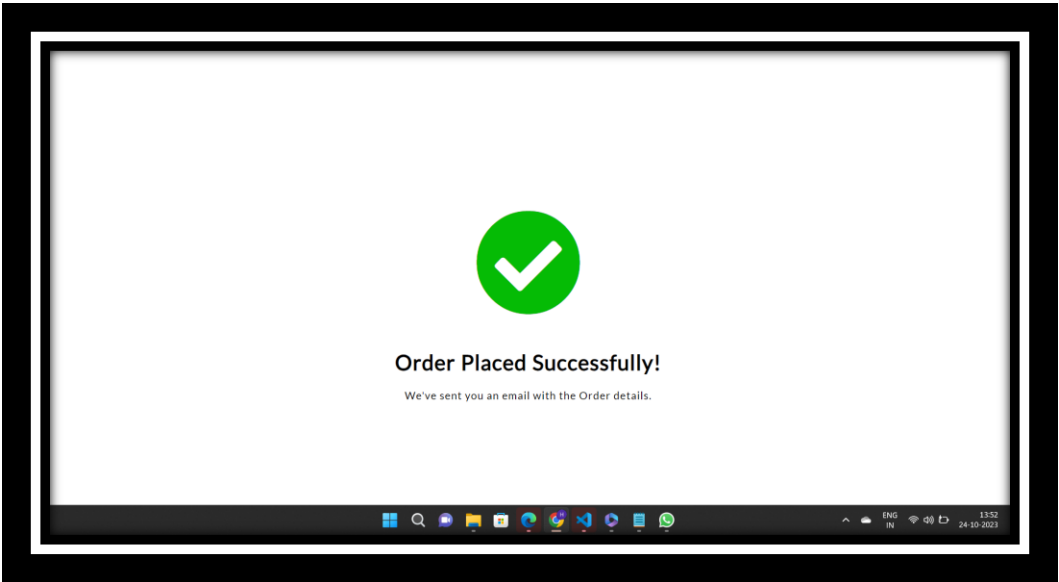 Order Placed Successfully!
We've sent you an email with the Order details.
ENG
IN
13:52
24-10-2023